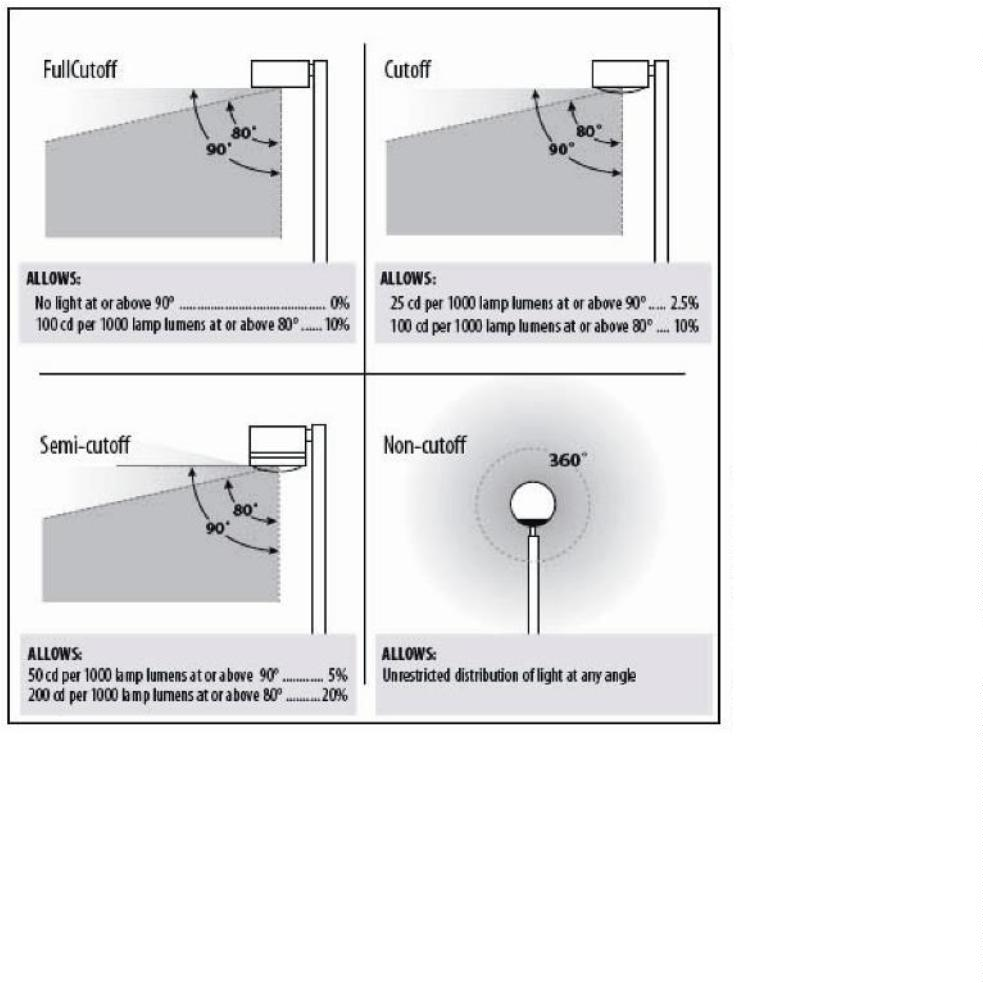 FullCutoff
80°
90°
ALLOWS:
No light at or above 90° ......................................... 0%
100 cd per 1000 lamp lumens at or above 80° ...... 10%
Cutoff
80°
90°
ALLOWS:
25 cd per 1000 lamp lumens at or above 90° ..... 2.5%
100 cd per 1000 lamp lumens at or above 80° .... 10%
Semi-cutoff
80°
90°
ALLOWS:
50 cd per 1000 lamp lumens at or above 90° ............ 5%
200 cd per 1000 lamp lumens at or above 80° .......... 20%
Non-cutoff
360°
ALLOWS:
Unrestricted distribution of light at any angle